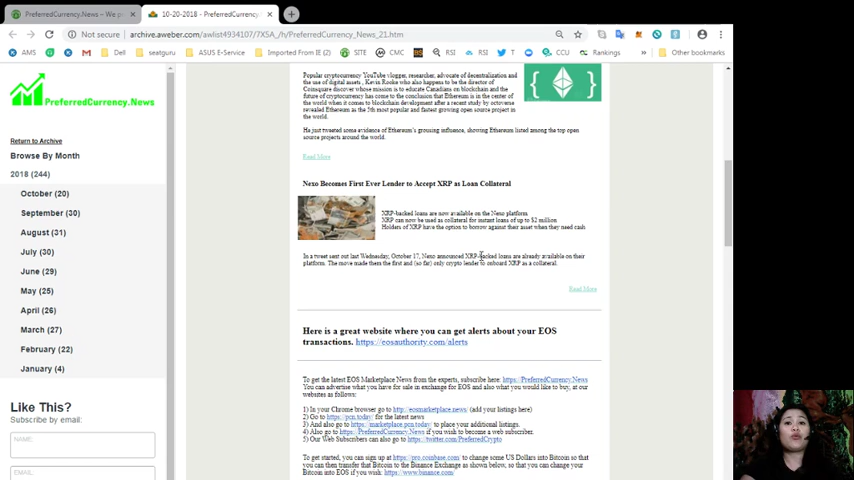 PreferredCurrency.News – We p
10-20-2018 - PreferredCurrency.N
Not secure
archive.aweber.com/awlist4934107/7XSA_/h/PreferredCurrency_News_21.htm
AMS
Dell
seatguru
ASUS E-Service
Imported From IE (2)
SITE
CMC
BS
RSI
RSI
T
CCU
Rankings
»
Other bookmarks
PreferredCurrency.News
Return to Archive
Browse By Month
2018 (244)
October (20)
September (30)
August (31)
July (30)
June (29)
May (25)
April (26)
March (27)
February (22)
January (4)
Like This?
Subscribe by email:
NAME:
EMAIL:
Popular cryptocurrency YouTube vlogger, researcher, advocate of decentralization and
the use of digital assets , Kevin Rooke who also happens to be the director of
Coinsquare discover whose mission is to educate Canadians on blockchain and the
future of cryptocurrency has come to the conclusion that Ethereum is in the center of
the world when it comes to blockchain development after a recent study by octoverse
revealed Ethereum as the 5th most popular and fastest growing open source project in
the world.
He just tweeted some evidence of Ethereum's growing influence, showing Ethereum listed among the top open
source projects around the world.
Read More
Nexo Becomes First Ever Lender to Accept XRP as Loan Collateral
XRP-backed loans are now available on the Nexo platform
XRP can now be used as collateral for instant loans of up to $2 million
Holders of XRP have the option to borrow against their asset when they need cash
In a tweet sent out last Wednesday, October 17, Nexo announced XRP-backed loans are already available on their
platform. The move made them the first and (so far) only crypto lender to onboard XRP as a collateral.
Read More
Here is a great website where you can get alerts about your EOS
transactions. https://eosauthority.com/alerts
To get the latest EOS Marketplace News from the experts, subscribe here: https://PreferredCurrency.News
You can advertise what you have for sale in exchange for EOS and also what you would like to buy, at our
websites as follows:
1) In your Chrome browser go to http://eosmarketplace.news/ (add your listings here)
2) Go to https://pcn.today/ for the latest news
3) And also go to https://marketplace.pcn.today/ to place your additional listings.
4) Also go to https://PreferredCurrency.News if you wish to become a web subscriber.
5) Our Web Subscribers can also go to https://twitter.com/PreferredCrypto
To get started, you can sign up at https://pro.coinbase.com/ to change some US Dollars into Bitcoin so that
you can then transfer that Bitcoin to the Binance Exchange as shown below, so that you can change your
Bitcoin into EOS if you wish: https://www.binance.com/